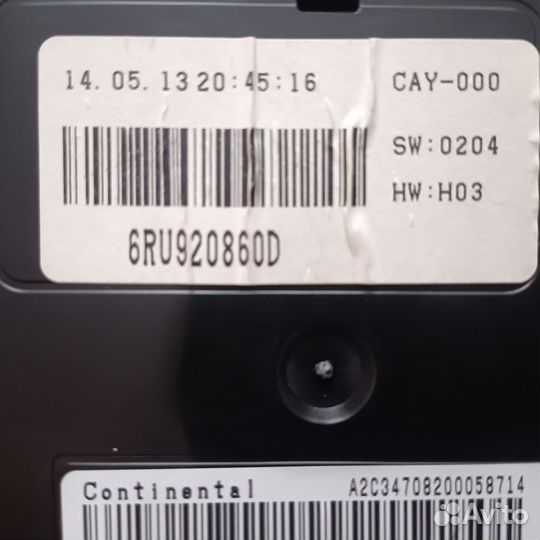 14.05.13 20:45:16 CAY-000
SW:0204
HW:H03
6RU920860D
Continental A2C34708200058714
Avito